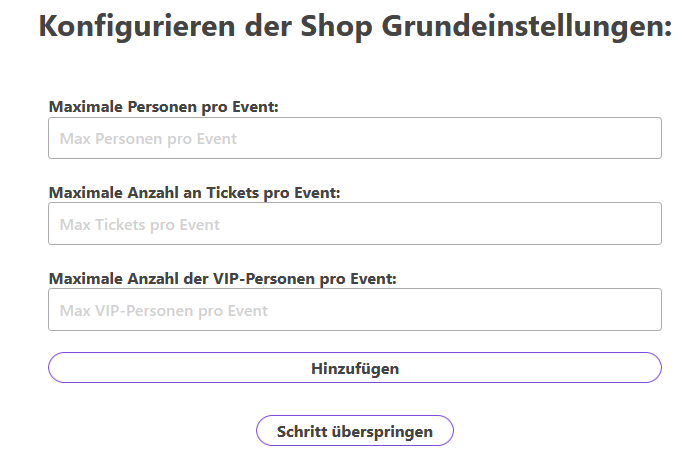 Konfigurieren der Shop Grundeinstellungen:
Maximale Personen pro Event:
Max Personen pro Event
Maximale Anzahl an Tickets pro Event:
Max Tickets pro Event
Maximale Anzahl der VIP-Personen pro Event:
Max VIP-Personen pro Event
Hinzufügen
Schritt überspringen